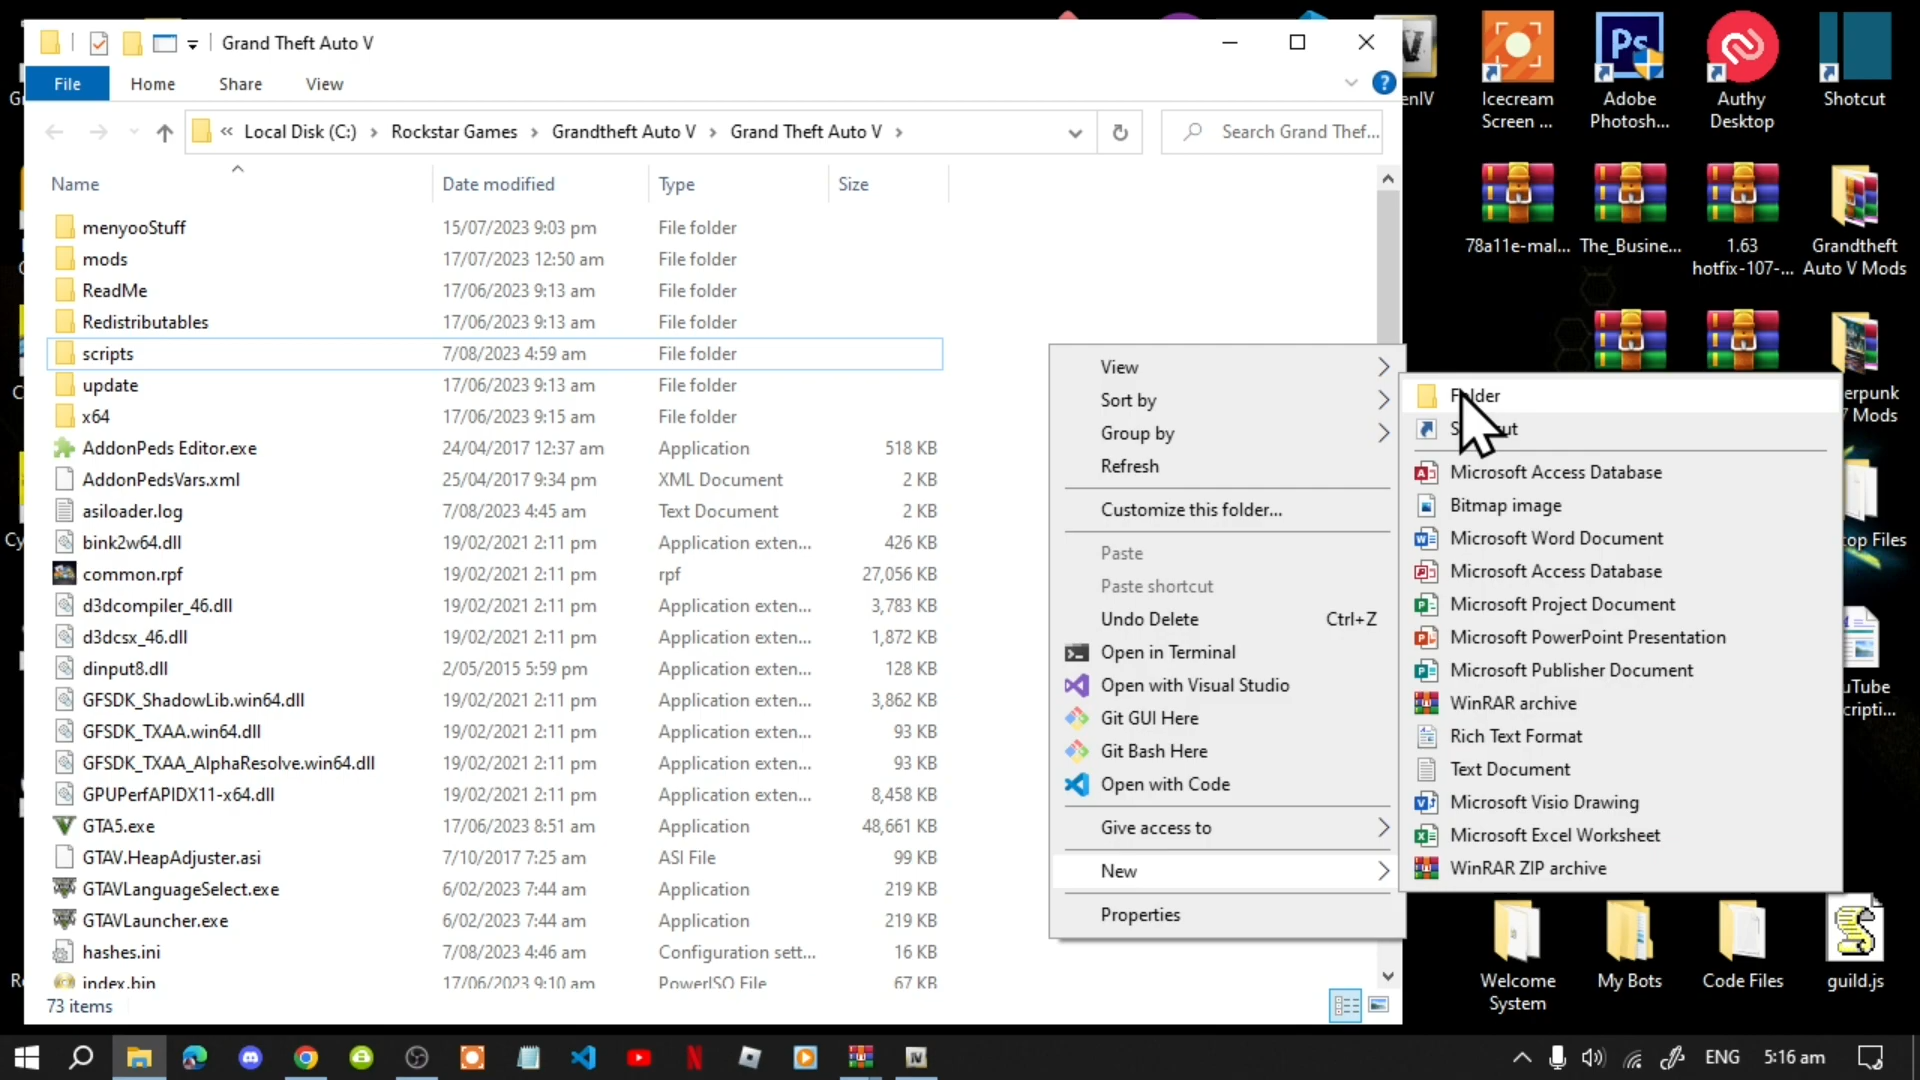 Grand Theft Auto V
File
Home
Share
View
Local Disk (C:)
Rockstar Games
Grandtheft Auto V
Grand Theft Auto V
Search Grand Thef...
Name
Date modified
Type
Size
menyooStuff 15/07/2023 9:03 pm File folder
mods 17/07/2023 12:50 am File folder
ReadMe 17/06/2023 9:13 am File folder
Redistributables 17/06/2023 9:13 am File folder
scripts 7/08/2023 4:59 am File folder
update 17/06/2023 9:13 am File folder
x64 17/06/2023 9:15 am File folder
AddonPeds Editor.exe 24/04/2017 12:37 am Application 518 KB
AddonPedsVars.xml 25/04/2017 9:34 pm XML Document 2 KB
asiloader.log 7/08/2023 4:45 am Text Document 2 KB
bink2w64.dll 19/02/2021 2:11 pm Application exten... 426 KB
common.rpf 19/02/2021 2:11 pm rpf 27,056 KB
d3dcompiler_46.dll 19/02/2021 2:11 pm Application exten... 3,783 KB
d3dcsx_46.dll 19/02/2021 2:11 pm Application exten... 1,872 KB
dinput8.dll 2/05/2015 5:59 pm Application exten... 128 KB
GFSDK_ShadowLib.win64.dll 19/02/2021 2:11 pm Application exten... 3,862 KB
GFSDK_TXAA.win64.dll 19/02/2021 2:11 pm Application exten... 93 KB
GFSDK_TXAA_AlphaResolve.win64.dll 19/02/2021 2:11 pm Application exten... 93 KB
GPUPerfAPIDX11-x64.dll 19/02/2021 2:11 pm Application exten... 8,458 KB
GTA5.exe 17/06/2023 8:51 am Application 48,661 KB
GTAV.HeapAdjuster.asi 7/10/2017 7:25 am ASI File 99 KB
GTAVLanguageSelect.exe 6/02/2023 7:44 am Application 219 KB
GTAVLauncher.exe 6/02/2023 7:44 am Application 219 KB
hashes.ini 7/08/2023 4:46 am Configuration sett... 16 KB
index.bin 17/06/2023 9:10 am PowerISO File 67 KB
73 items
View
Sort by
Group by
Refresh
Customize this folder...
Paste
Paste shortcut
Undo Delete Ctrl+Z
Open in Terminal
Open with Visual Studio
Git GUI Here
Git Bash Here
Open with Code
Give access to
New
Properties
Microsoft Access Database
Bitmap image
Microsoft Word Document
Microsoft Access Database
Microsoft Project Document
Microsoft PowerPoint Presentation
Microsoft Publisher Document
WinRAR archive
Rich Text Format
Text Document
Microsoft Visio Drawing
Microsoft Excel Worksheet
WinRAR ZIP archive
enIV
Icecream
Screen ...
Ps
Adobe
Photosh...
Authy
Desktop
Shotcut
78a11e-mal...
The_Busine...
1.63
hotfix-107-...
Grandtheft
Auto V Mods
erpunk
7 Mods
op Files
uTube
cripti...
Welcome
System
My Bots
Code Files
guild.js
ENG
5:16 am